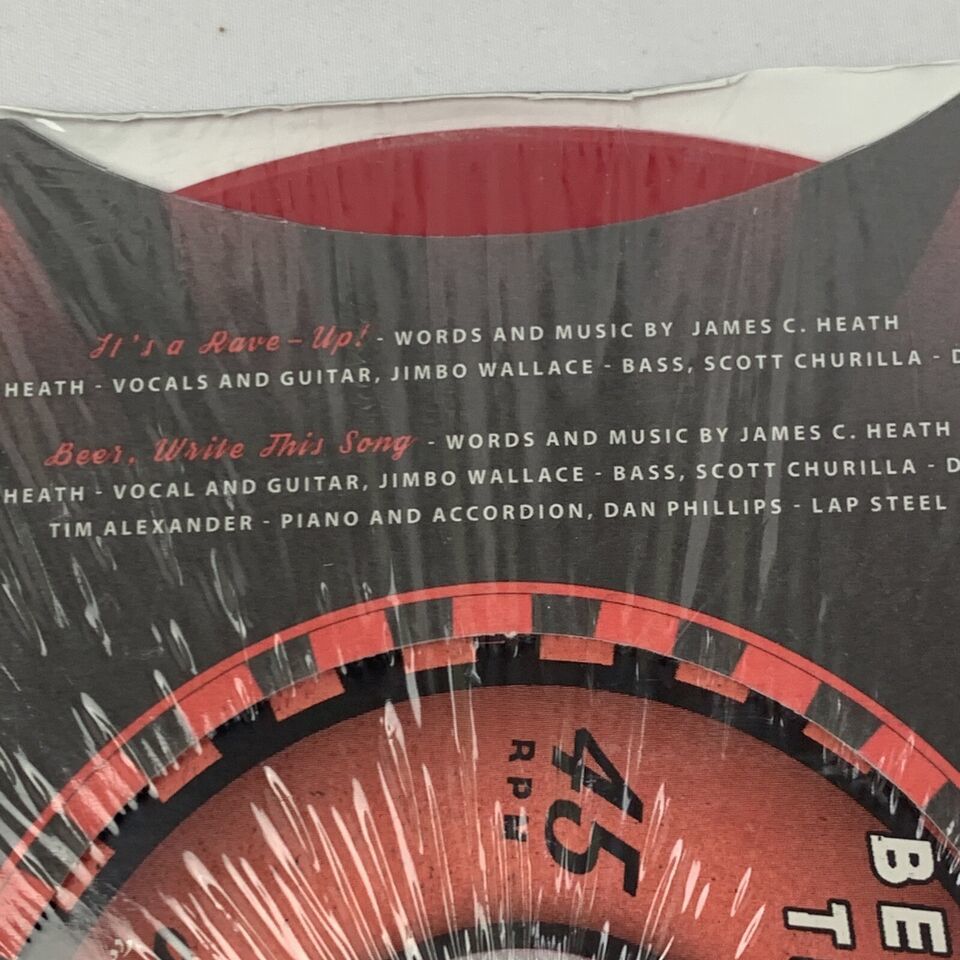 It's a Rave-Up! - WORDS AND MUSIC BY JAMES C. HEATH
HEATH - VOCALS AND GUITAR, JIMBO WALLACE - BASS, SCOTT CHURILLA - D
Beer, Write This Song - WORDS AND MUSIC BY JAMES C. HEATH
HEATH - VOCAL AND GUITAR, JIMBO WALLACE - BASS, SCOTT CHURILLA - D
TIM ALEXANDER - PIANO AND ACCORDION, DAN PHILLIPS - LAP STEEL
45
RPM
BE
T